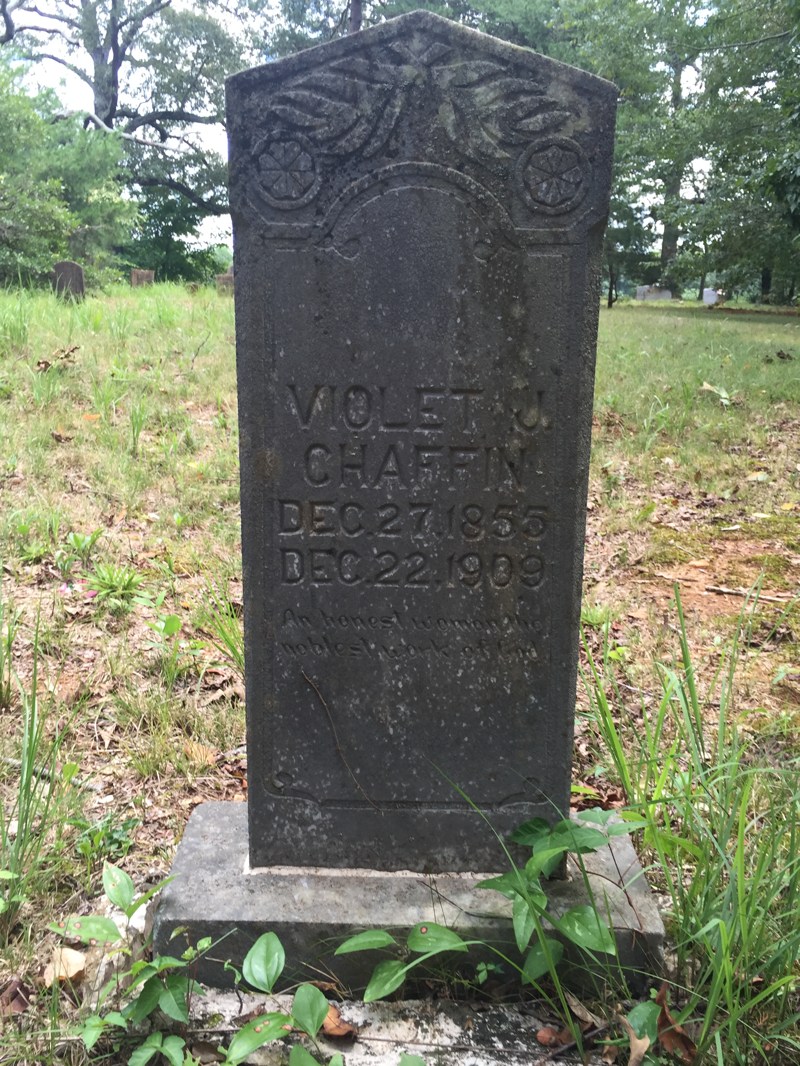 VIOLET J.
CHAFFIN
DEC. 27, 1855
DEC. 22, 1909
An honest woman the
noblest work of God